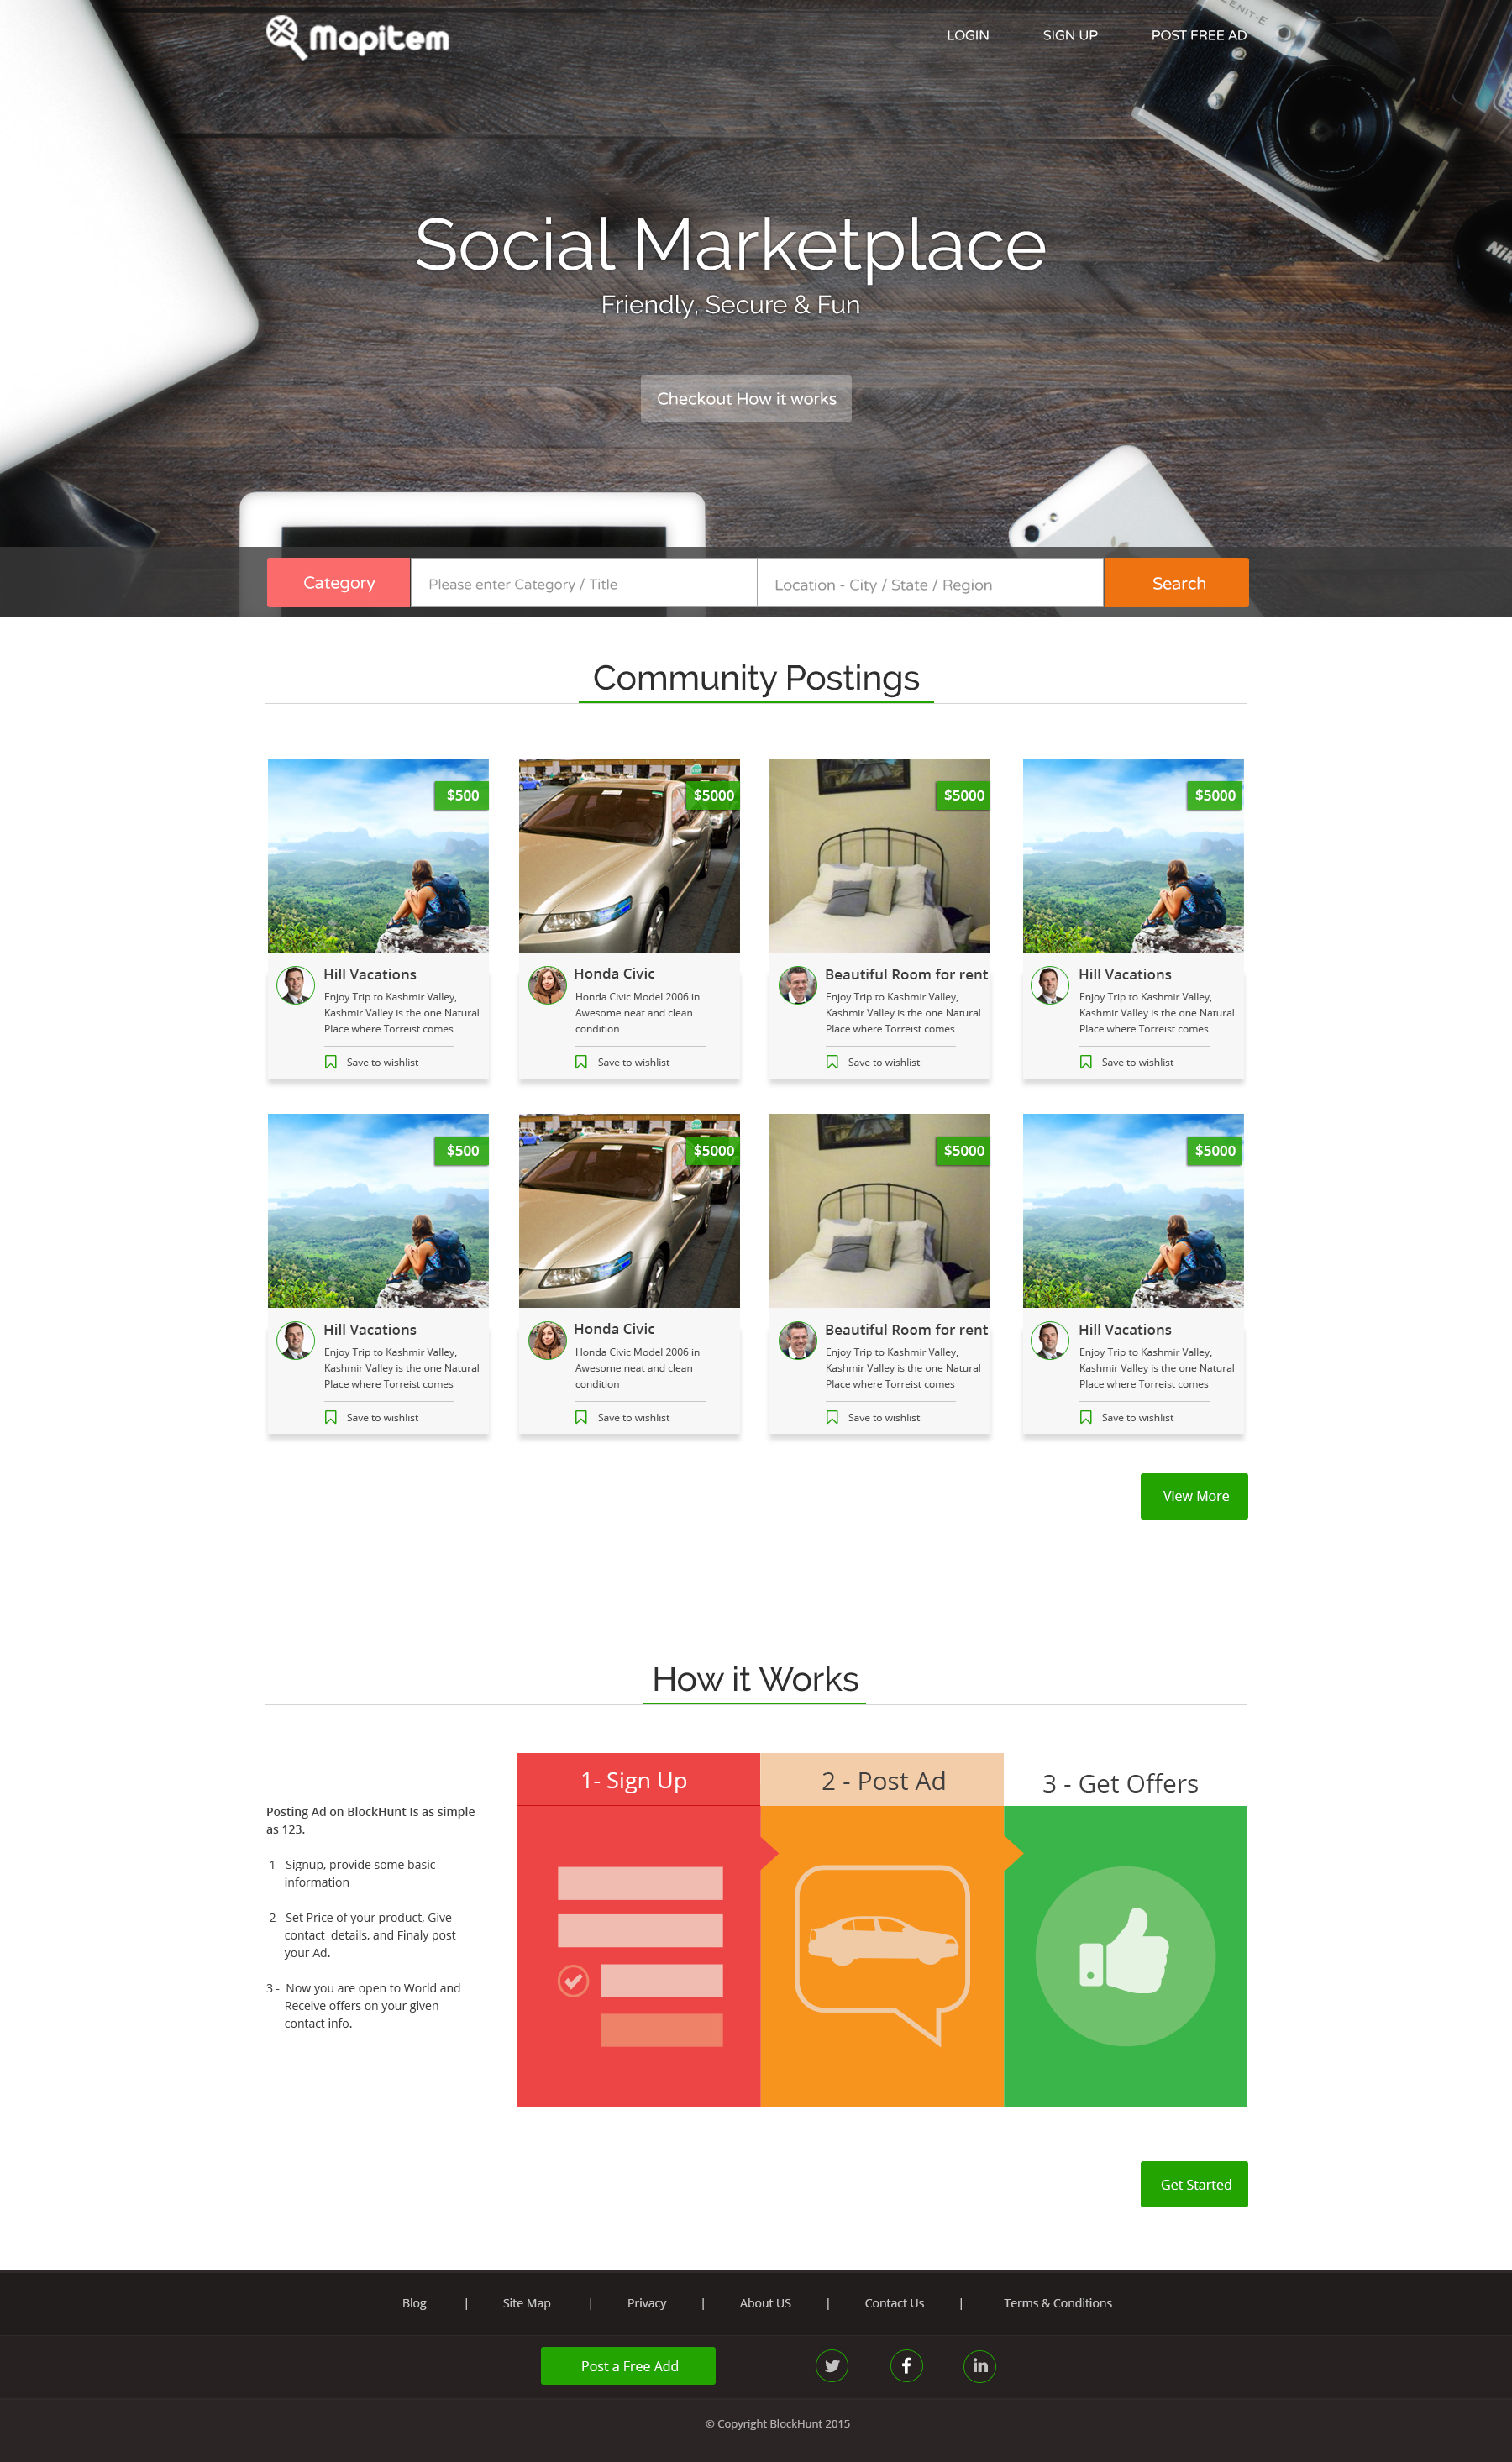 Mapitem
LOGIN
SIGN UP
POST FREE AD
ZENIT-E
NIK
Social Marketplace
Friendly, Secure & Fun
Checkout How it works
Category
Please enter Category / Title
Location - City / State / Region
Search
Community Postings
$500
$5000
$5000
$5000
Hill Vacations
Enjoy Trip to Kashmir Valley,
Kashmir Valley is the one Natural
Place where Torreist comes
Save to wishlist
Honda Civic
Honda Civic Model 2006 in
Awesome neat and clean
condition
Save to wishlist
Beautiful Room for rent
Enjoy Trip to Kashmir Valley,
Kashmir Valley is the one Natural
Place where Torreist comes
Save to wishlist
Hill Vacations
Enjoy Trip to Kashmir Valley,
Kashmir Valley is the one Natural
Place where Torreist comes
Save to wishlist
$500
$5000
$5000
$5000
Hill Vacations
Enjoy Trip to Kashmir Valley,
Kashmir Valley is the one Natural
Place where Torreist comes
Save to wishlist
Honda Civic
Honda Civic Model 2006 in
Awesome neat and clean
condition
Save to wishlist
Beautiful Room for rent
Enjoy Trip to Kashmir Valley,
Kashmir Valley is the one Natural
Place where Torreist comes
Save to wishlist
Hill Vacations
Enjoy Trip to Kashmir Valley,
Kashmir Valley is the one Natural
Place where Torreist comes
Save to wishlist
View More
How it Works
Posting Ad on BlockHunt Is as simple
as 123.
1 - Signup, provide some basic
information
2 - Set Price of your product, Give
contact details, and Finaly post
your Ad.
3 - Now you are open to World and
Receive offers on your given
contact info.
1- Sign Up
2 - Post Ad
3 - Get Offers
Get Started
Blog | Site Map | Privacy | About US | Contact Us | Terms & Conditions
Post a Free Add
© Copyright BlockHunt 2015